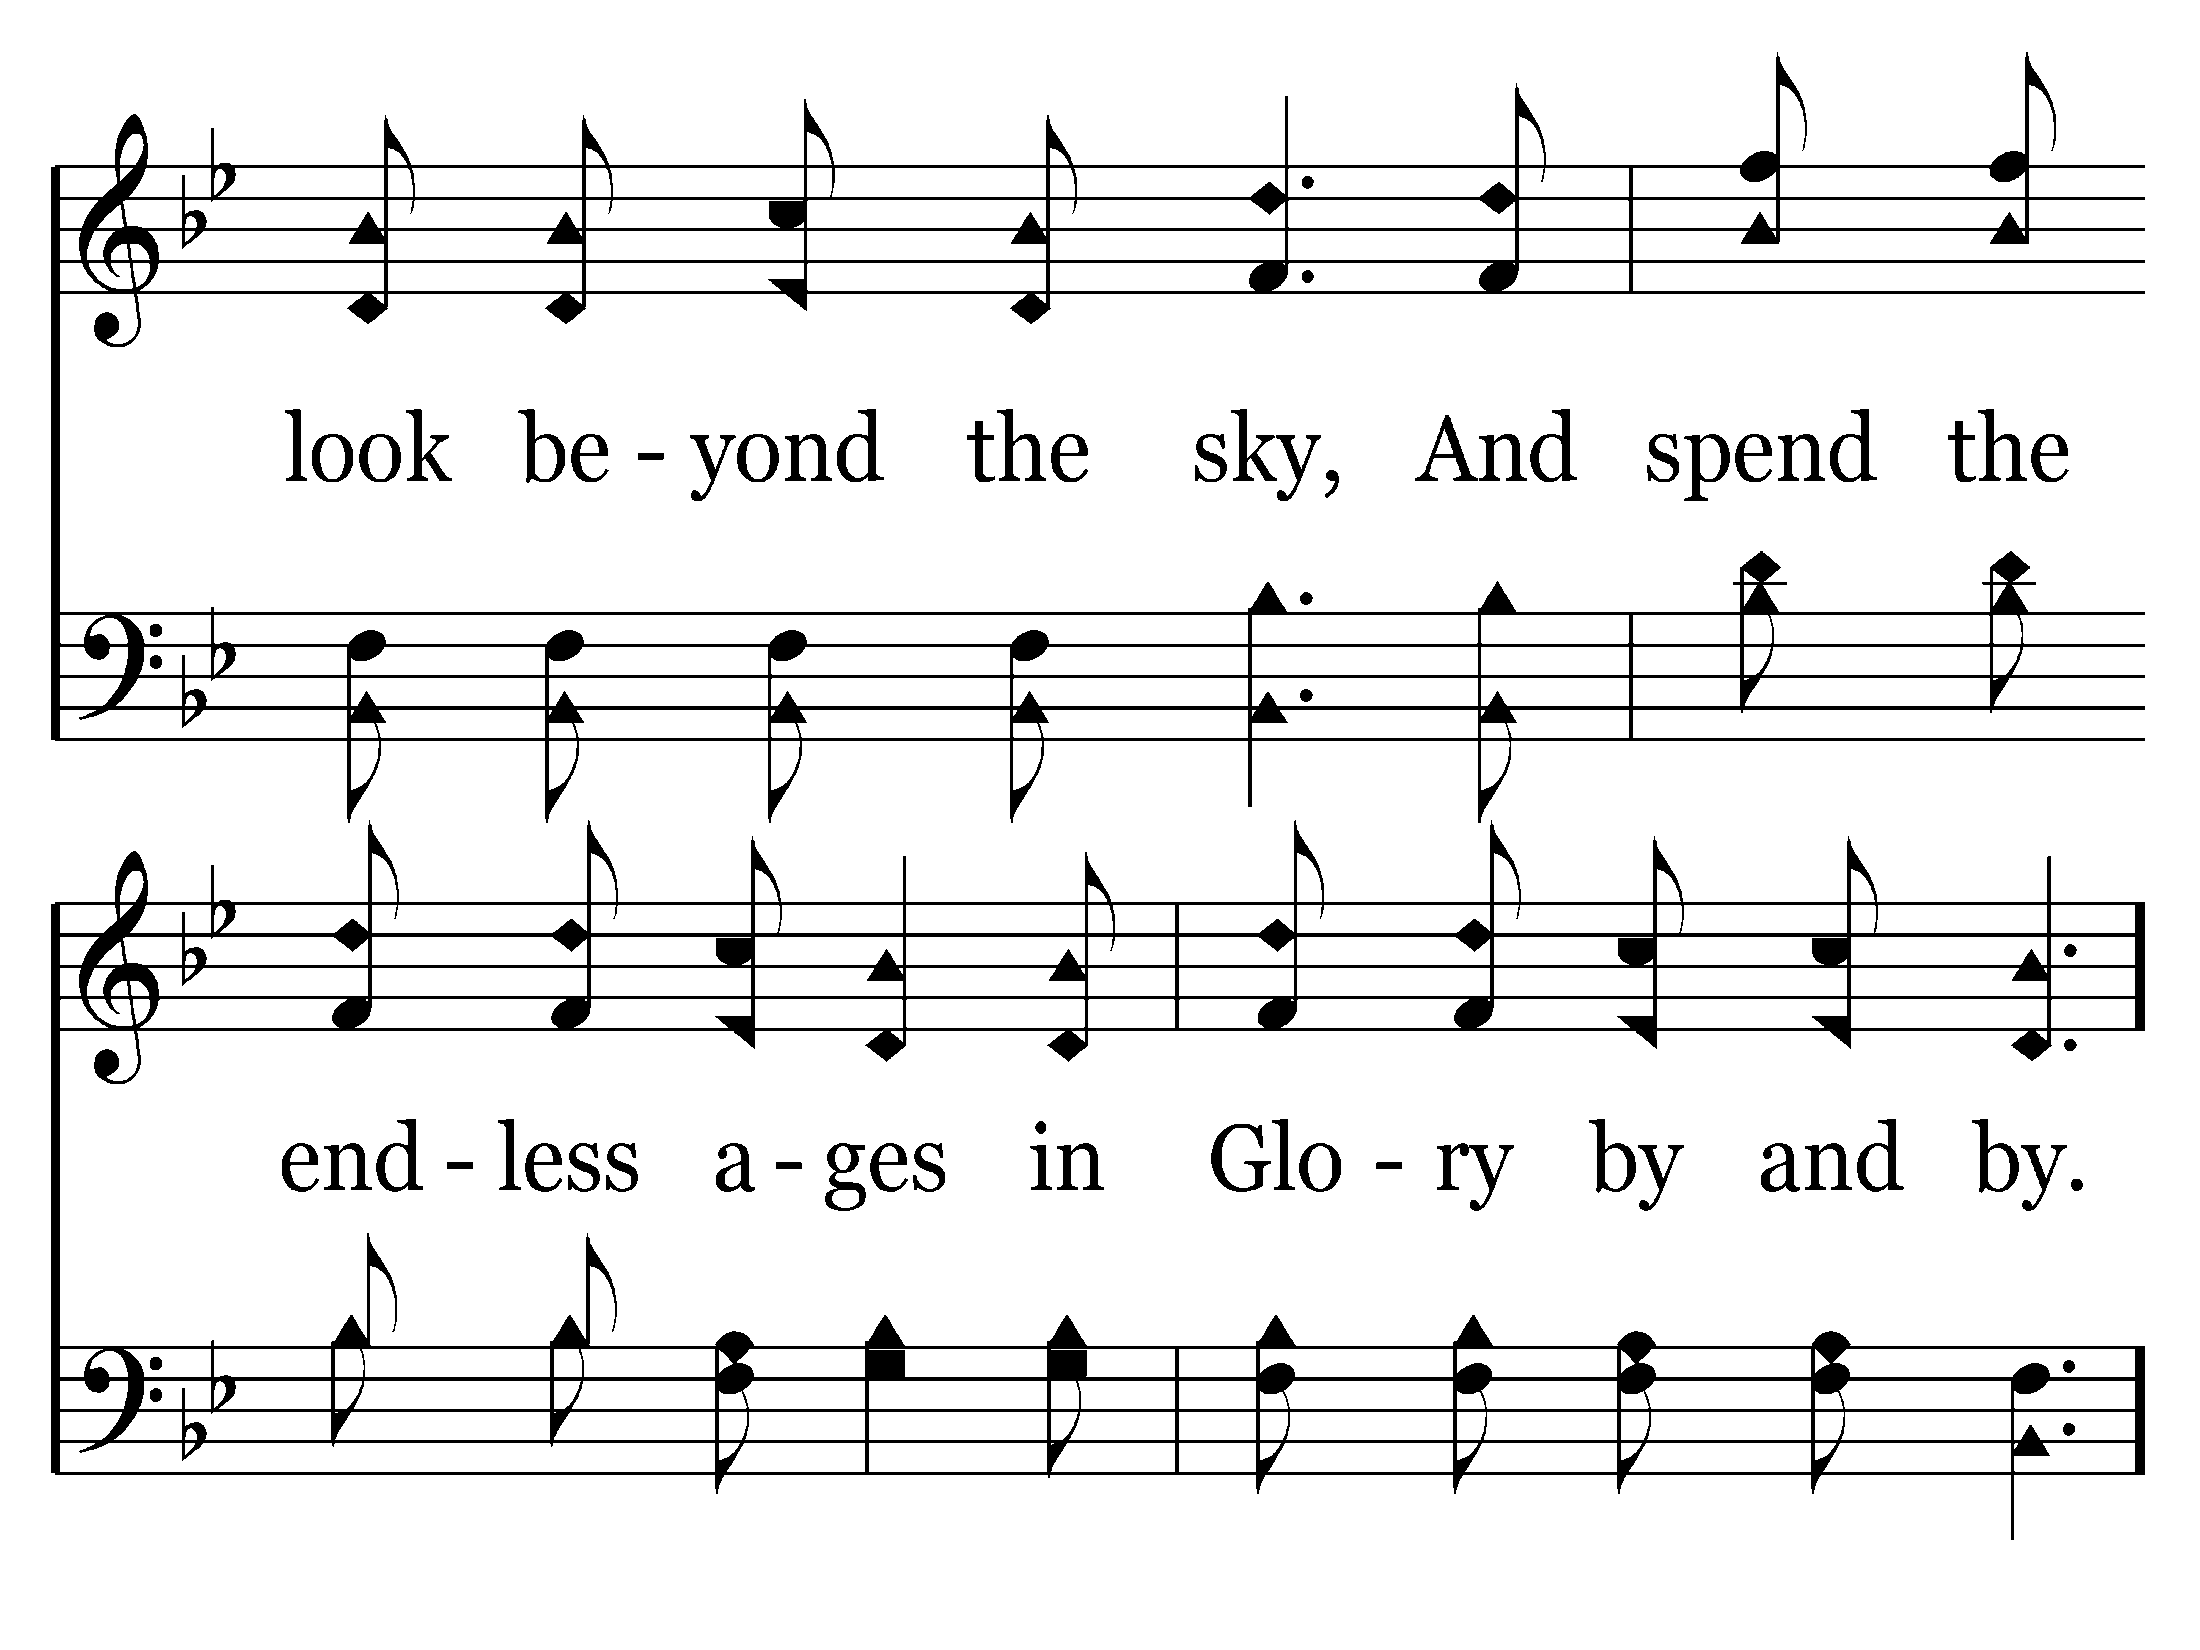 look be - yond the sky, And spend the
end - less a - ges in Glo - ry by and by.